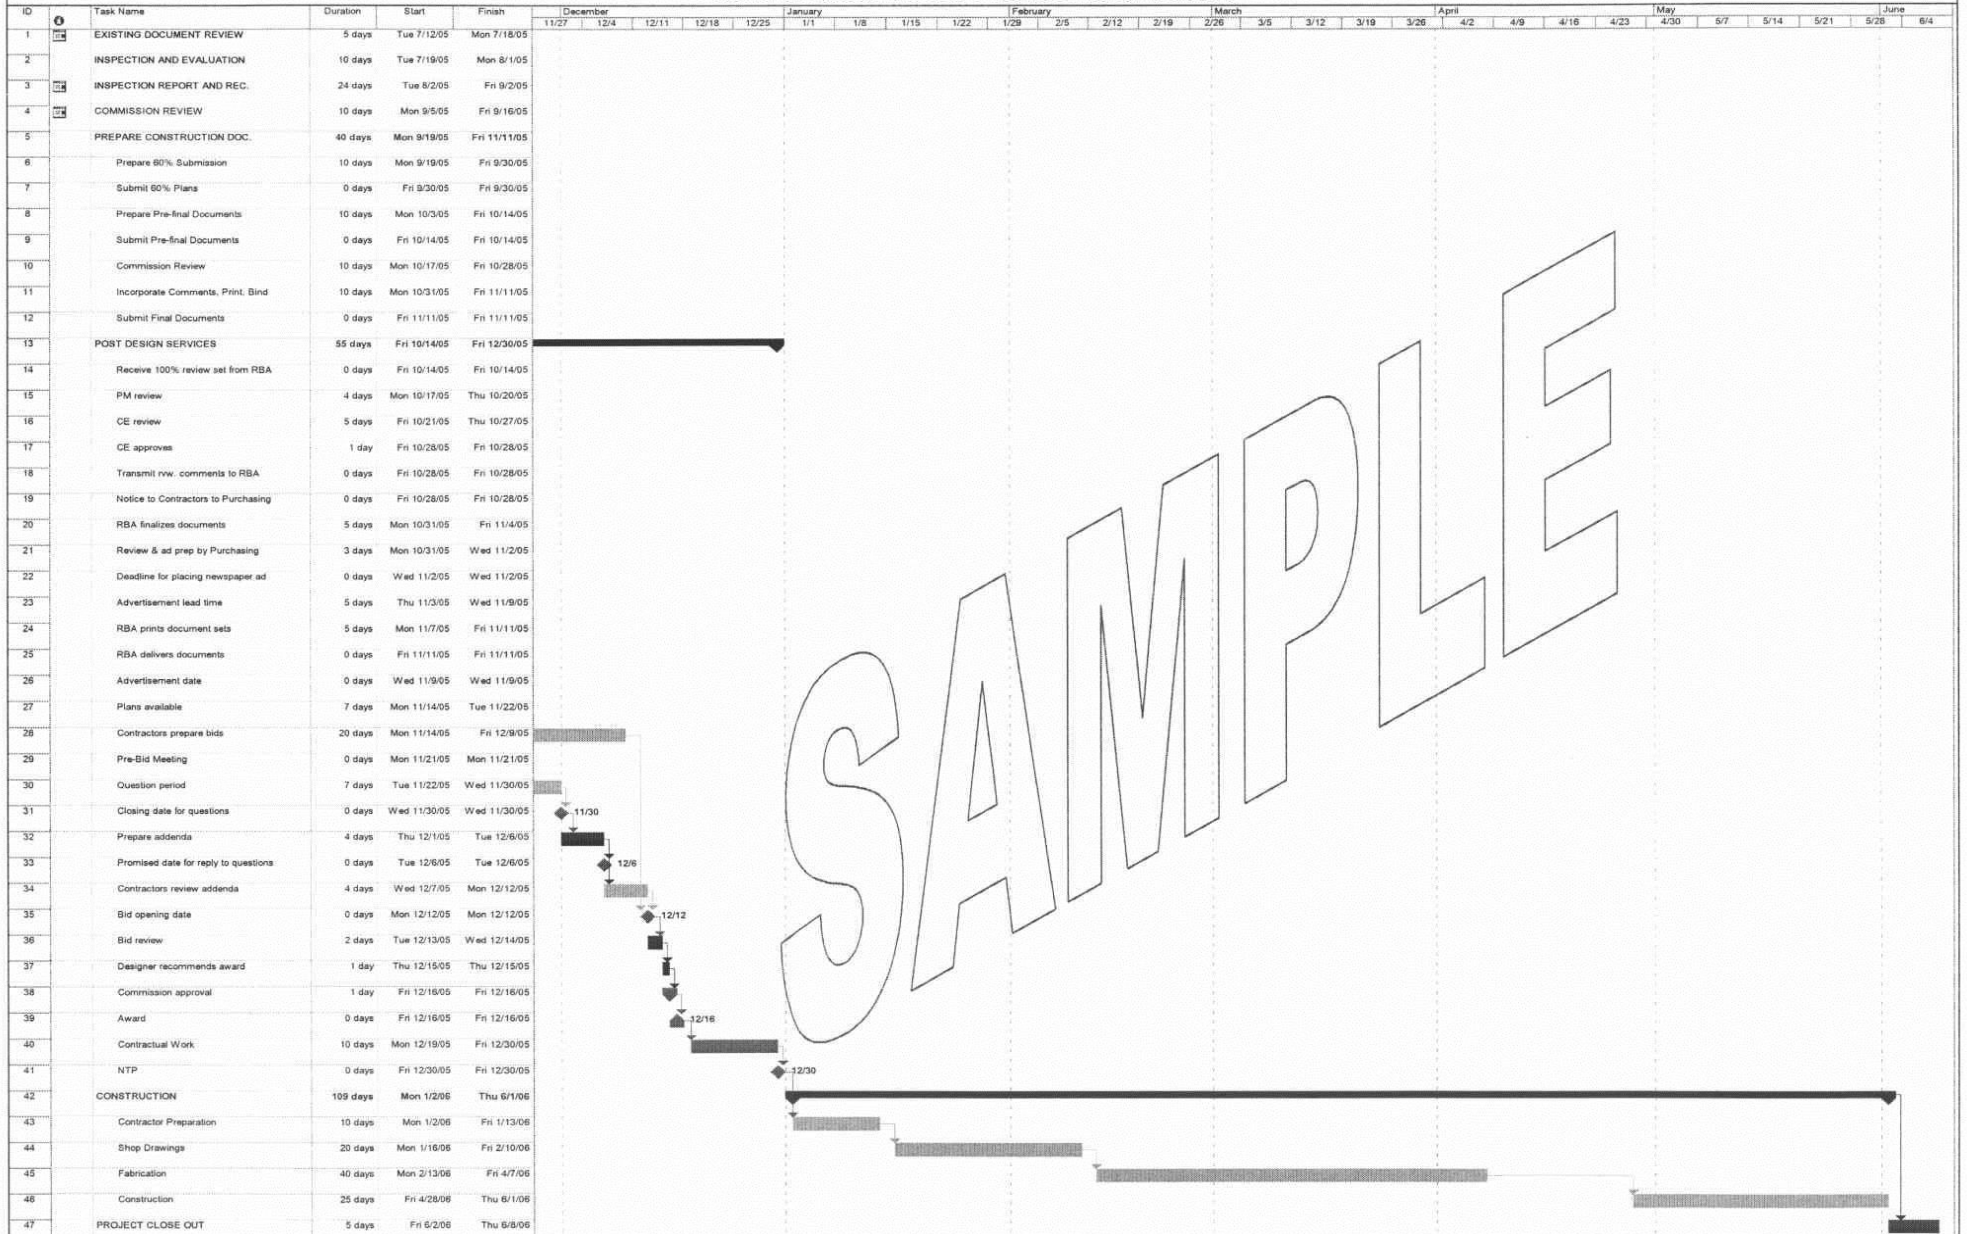 ID Task Name Duration Start Finish December January February March April May June
11/27 12/4 12/11 12/18 12/25 1/1 1/8 1/15 1/22 1/29 2/5 2/12 2/19 2/26 3/5 3/12 3/19 3/26 4/2 4/9 4/16 4/23 4/30 5/7 5/14 5/21 5/28 6/4
1 EXISTING DOCUMENT REVIEW 5 days Tue 7/12/05 Mon 7/18/05
2 INSPECTION AND EVALUATION 10 days Tue 7/19/05 Mon 8/1/05
3 INSPECTION REPORT AND REC. 24 days Tue 8/2/05 Fri 9/2/05
4 COMMISSION REVIEW 10 days Mon 9/5/05 Fri 9/16/05
5 PREPARE CONSTRUCTION DOC. 40 days Mon 9/19/05 Fri 11/11/05
6 Prepare 60% Submission 10 days Mon 9/19/05 Fri 9/30/05
7 Submit 60% Plans 0 days Fri 9/30/05 Fri 9/30/05
8 Prepare Pre-final Documents 10 days Mon 10/3/05 Fri 10/14/05
9 Submit Pre-final Documents 0 days Fri 10/14/05 Fri 10/14/05
10 Commission Review 10 days Mon 10/17/05 Fri 10/28/05
11 Incorporate Comments, Print, Bind 10 days Mon 10/31/05 Fri 11/11/05
12 Submit Final Documents 0 days Fri 11/11/05 Fri 11/11/05
13 POST DESIGN SERVICES 55 days Fri 10/14/05 Fri 12/30/05
14 Receive 100% review set from RBA 0 days Fri 10/14/05 Fri 10/14/05
15 PM review 4 days Mon 10/17/05 Thu 10/20/05
16 CE review 5 days Fri 10/21/05 Thu 10/27/05
17 CE approves 1 day Fri 10/28/05 Fri 10/28/05
18 Transmit rvw. comments to RBA 0 days Fri 10/28/05 Fri 10/28/05
19 Notice to Contractors to Purchasing 0 days Fri 10/28/05 Fri 10/28/05
20 RBA finalizes documents 5 days Mon 10/31/05 Fri 11/4/05
21 Review & ad prep by Purchasing 3 days Mon 10/31/05 Wed 11/2/05
22 Deadline for placing newspaper ad 0 days Wed 11/2/05 Wed 11/2/05
23 Advertisement lead time 5 days Thu 11/3/05 Wed 11/9/05
24 RBA prints document sets 5 days Mon 11/7/05 Fri 11/11/05
25 RBA delivers documents 0 days Fri 11/11/05 Fri 11/11/05
26 Advertisement date 0 days Wed 11/9/05 Wed 11/9/05
27 Plans available 7 days Mon 11/14/05 Tue 11/22/05
28 Contractors prepare bids 20 days Mon 11/14/05 Fri 12/9/05
29 Pre-Bid Meeting 0 days Mon 11/21/05 Mon 11/21/05
30 Question period 7 days Tue 11/22/05 Wed 11/30/05
31 Closing date for questions 0 days Wed 11/30/05 Wed 11/30/05 11/30
32 Prepare addenda 4 days Thu 12/1/05 Tue 12/6/05
33 Promised date for reply to questions 0 days Tue 12/6/05 Tue 12/6/05 12/6
34 Contractors review addenda 4 days Wed 12/7/05 Mon 12/12/05
35 Bid opening date 0 days Mon 12/12/05 Mon 12/12/05 12/12
36 Bid review 2 days Tue 12/13/05 Wed 12/14/05
37 Designer recommends award 1 day Thu 12/15/05 Thu 12/15/05
38 Commission approval 1 day Fri 12/16/05 Fri 12/16/05
39 Award 0 days Fri 12/16/05 Fri 12/16/05 12/16
40 Contractual Work 10 days Mon 12/19/05 Fri 12/30/05
41 NTP 0 days Fri 12/30/05 Fri 12/30/05 12/30
42 CONSTRUCTION 109 days Mon 1/2/06 Thu 6/1/06
43 Contractor Preparation 10 days Mon 1/2/06 Fri 1/13/06
44 Shop Drawings 20 days Mon 1/16/06 Fri 2/10/06
45 Fabrication 40 days Mon 2/13/06 Fri 4/7/06
46 Construction 25 days Fri 4/28/06 Thu 6/1/06
47 PROJECT CLOSE OUT 5 days Fri 6/2/06 Thu 6/8/06
SAMPLE